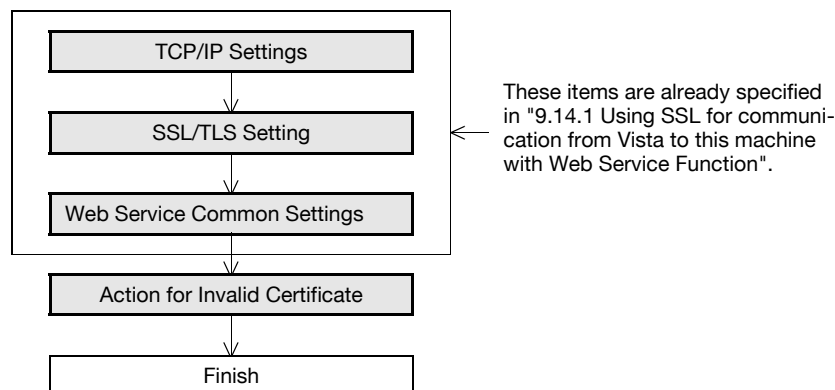 TCP/IP Settings
SSL/TLS Setting
Web Service Common Settings
Action for Invalid Certificate
Finish
These items are already specified
in "9.14.1 Using SSL for communi-
cation from Vista to this machine
with Web Service Function".